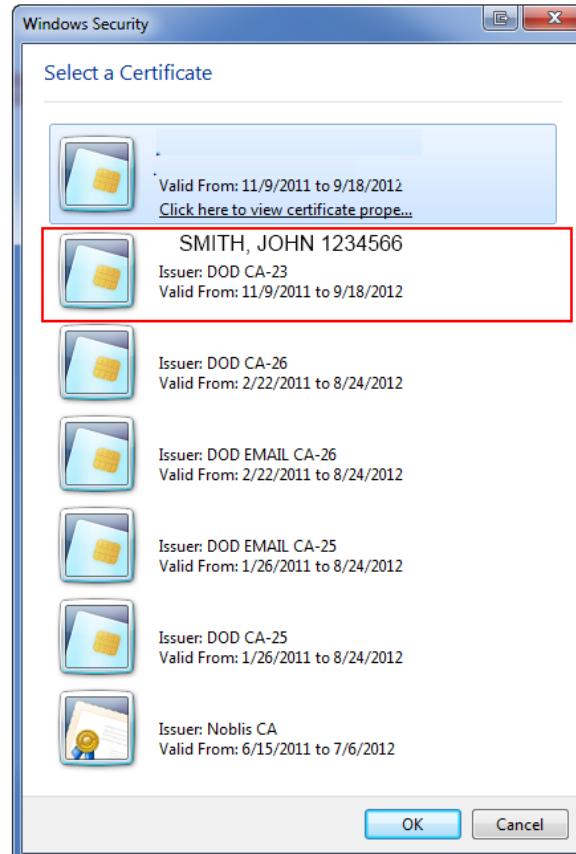 Windows Security
Select a Certificate
Valid From: 11/9/2011 to 9/18/2012
Click here to view certificate prope...
SMITH, JOHN 1234566
Issuer: DOD CA-23
Valid From: 11/9/2011 to 9/18/2012
Issuer: DOD CA-26
Valid From: 2/22/2011 to 8/24/2012
Issuer: DOD EMAIL CA-26
Valid From: 2/22/2011 to 8/24/2012
Issuer: DOD EMAIL CA-25
Valid From: 1/26/2011 to 8/24/2012
Issuer: DOD CA-25
Valid From: 1/26/2011 to 8/24/2012
Issuer: Noblis CA
Valid From: 6/15/2011 to 7/6/2012
OK Cancel